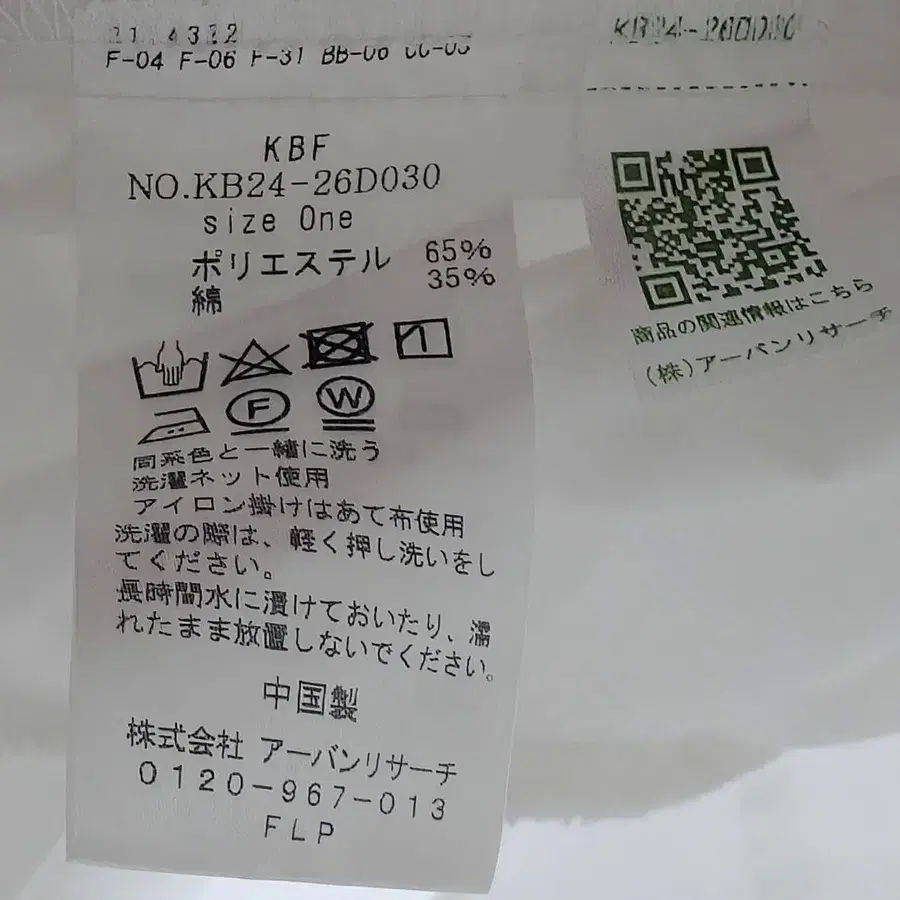 F-04 F-06 F-31 BB-06
KBF
NO.KB24-26D030
size One
ポリエステル 65%
綿 35%
1
F W
同系色と一緒に洗う
洗濯ネット使用
アイロン掛けはあて布使用
洗濯の際は、軽く押し洗いをし
てください。
長時間水に漬けておいたり、濡
れたまま放置しないでください。
中国製
株式会社 アーバンリサーチ
0120-967-013
FLP
KB24-26D030
商品の関連情報はこちら
(株)アーバンリサーチ